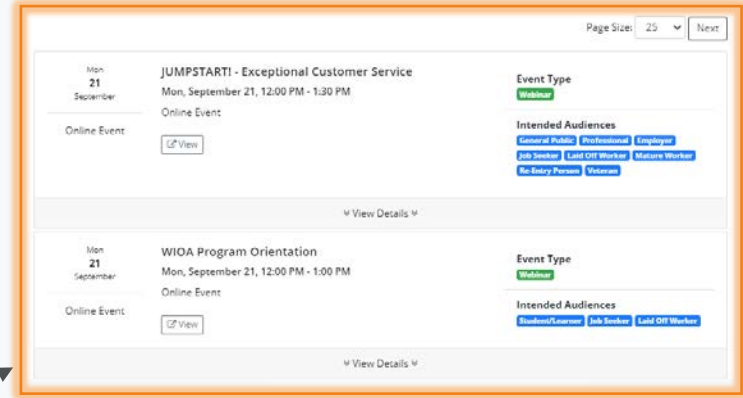 Page Size: 25 Next
Mon
21
September
Online Event
JUMPSTART! - Exceptional Customer Service
Mon, September 21, 12:00 PM - 1:30 PM
Online Event
View
Event Type
Webinar
Intended Audiences
General Public Professional Employer
Job Seeker Laid Off Worker Mature Worker
Re-Entry Person Veteran
View Details
Mon
21
September
Online Event
WIOA Program Orientation
Mon, September 21, 12:00 PM - 1:00 PM
Online Event
View
Event Type
Webinar
Intended Audiences
Student/Learner Job Seeker Laid Off Worker
View Details